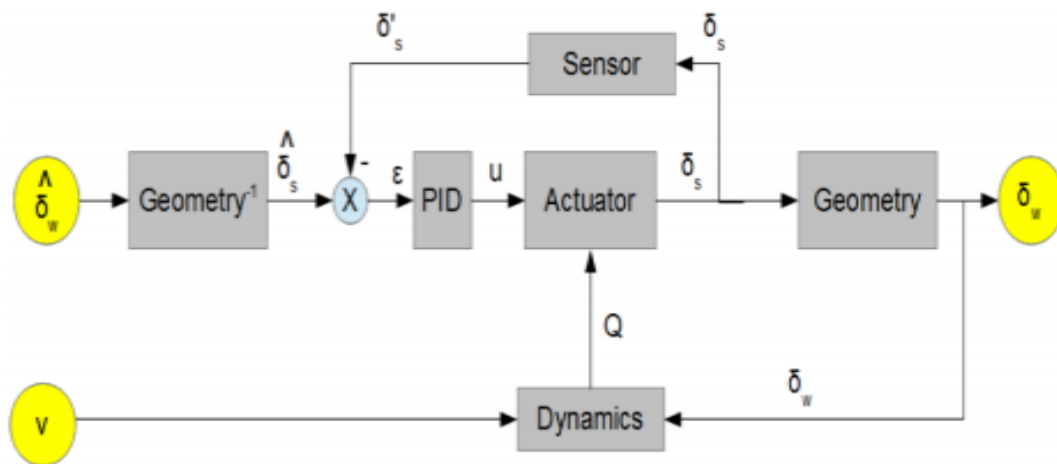 δ's
δs
Sensor
^
δw
Geometry-1
^
δs
-
X
ε
PID
u
Actuator
δs
Geometry
δw
Q
v
Dynamics
δw